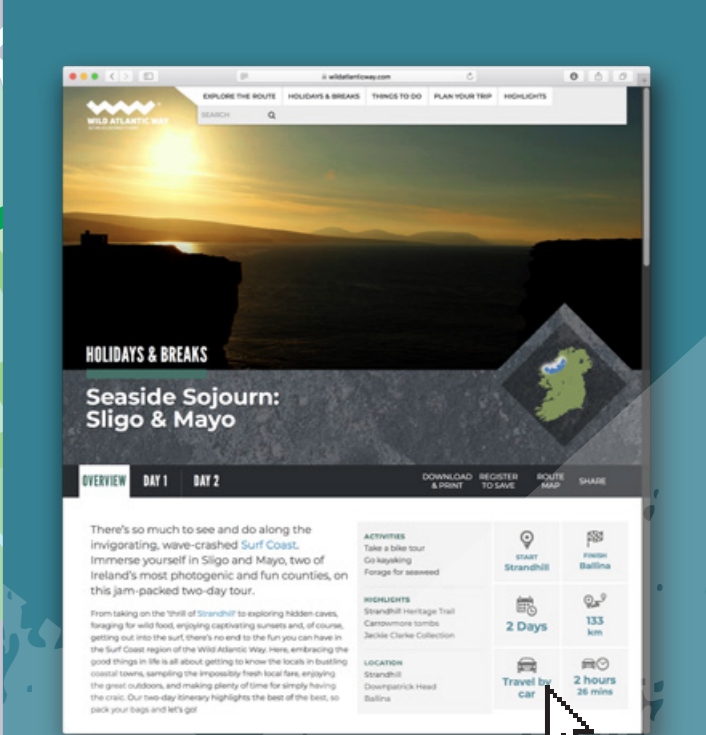 wildatlanticway.com
EXPLORE THE ROUTE HOLIDAYS & BREAKS THINGS TO DO PLAN YOUR TRIP HIGHLIGHTS
SEARCH
WILD ATLANTIC WAY
HOLIDAYS & BREAKS
Seaside Sojourn:
Sligo & Mayo
OVERVIEW DAY 1 DAY 2
DOWNLOAD & PRINT
REGISTER TO SAVE
ROUTE MAP
SHARE
There's so much to see and do along the
invigorating, wave-crashed Surf Coast.
Immerse yourself in Sligo and Mayo, two of
Ireland's most photogenic and fun counties, on
this jam-packed two-day tour.
From taking on the 'thrill of Strandhill' to exploring hidden caves,
foraging for wild food, enjoying captivating sunsets and, of course,
getting out into the surf, there's no end to the fun you can have in
the Surf Coast region of the Wild Atlantic Way. Here, embracing the
good things in life is all about getting to know the locals in bustling
coastal towns, sampling the impossibly fresh local fare, enjoying
the great outdoors, and making plenty of time for simply having
the craic. Our two-day itinerary highlights the best of the best, so
pack your bags and let's go!
ACTIVITIES
Take a bike tour
Go kayaking
Forage for seaweed
HIGHLIGHTS
Strandhill Heritage Trail
Carrowmore tombs
Jackie Clarke Collection
LOCATION
Strandhill
Downpatrick Head
Ballina
START
Strandhill
FINISH
Ballina
2 Days
133
km
Travel by
car
2 hours
26 mins